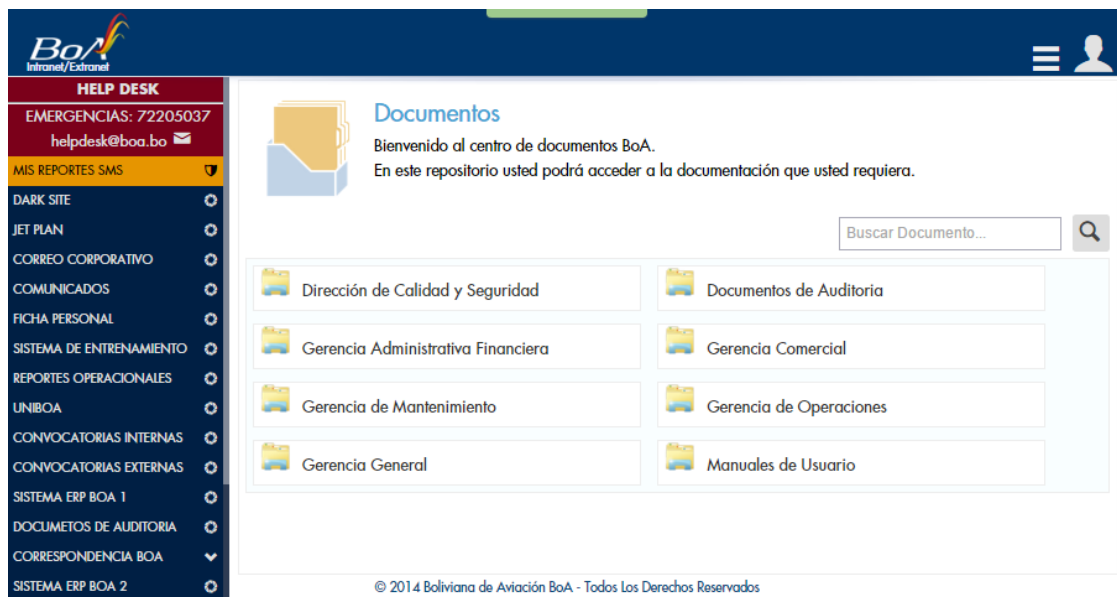 BoA
Intranet/Extranet
HELP DESK
EMERGENCIAS: 72205037
helpdesk@boa.bo
MIS REPORTES SMS
DARK SITE
JET PLAN
CORREO CORPORATIVO
COMUNICADOS
FICHA PERSONAL
SISTEMA DE ENTRENAMIENTO
REPORTES OPERACIONALES
UNIBOA
CONVOCATORIAS INTERNAS
CONVOCATORIAS EXTERNAS
SISTEMA ERP BOA 1
DOCUMETOS DE AUDITORIA
CORRESPONDENCIA BOA
SISTEMA ERP BOA 2
Documentos
Bienvenido al centro de documentos BoA.
En este repositorio usted podrá acceder a la documentación que usted requiera.
Buscar Documento...
Dirección de Calidad y Seguridad
Documentos de Auditoria
Gerencia Administrativa Financiera
Gerencia Comercial
Gerencia de Mantenimiento
Gerencia de Operaciones
Gerencia General
Manuales de Usuario
© 2014 Boliviana de Aviación BoA - Todos Los Derechos Reservados